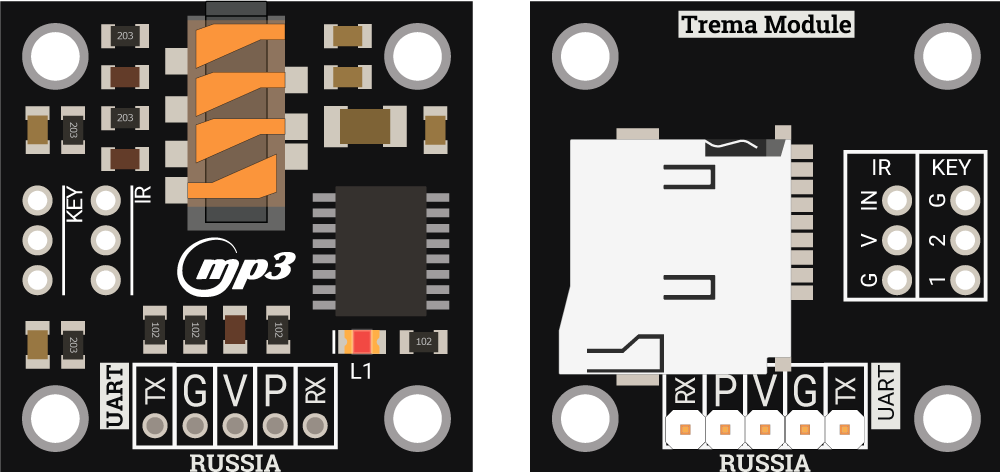 203
203
203
KEY
IR
mp3
102
102
102
102
203
L1
UART
TX
G
V
P
RX
RUSSIA
Trema Module
IR
KEY
IN
G
V
2
G
1
RX
P
V
G
TX
UART
RUSSIA